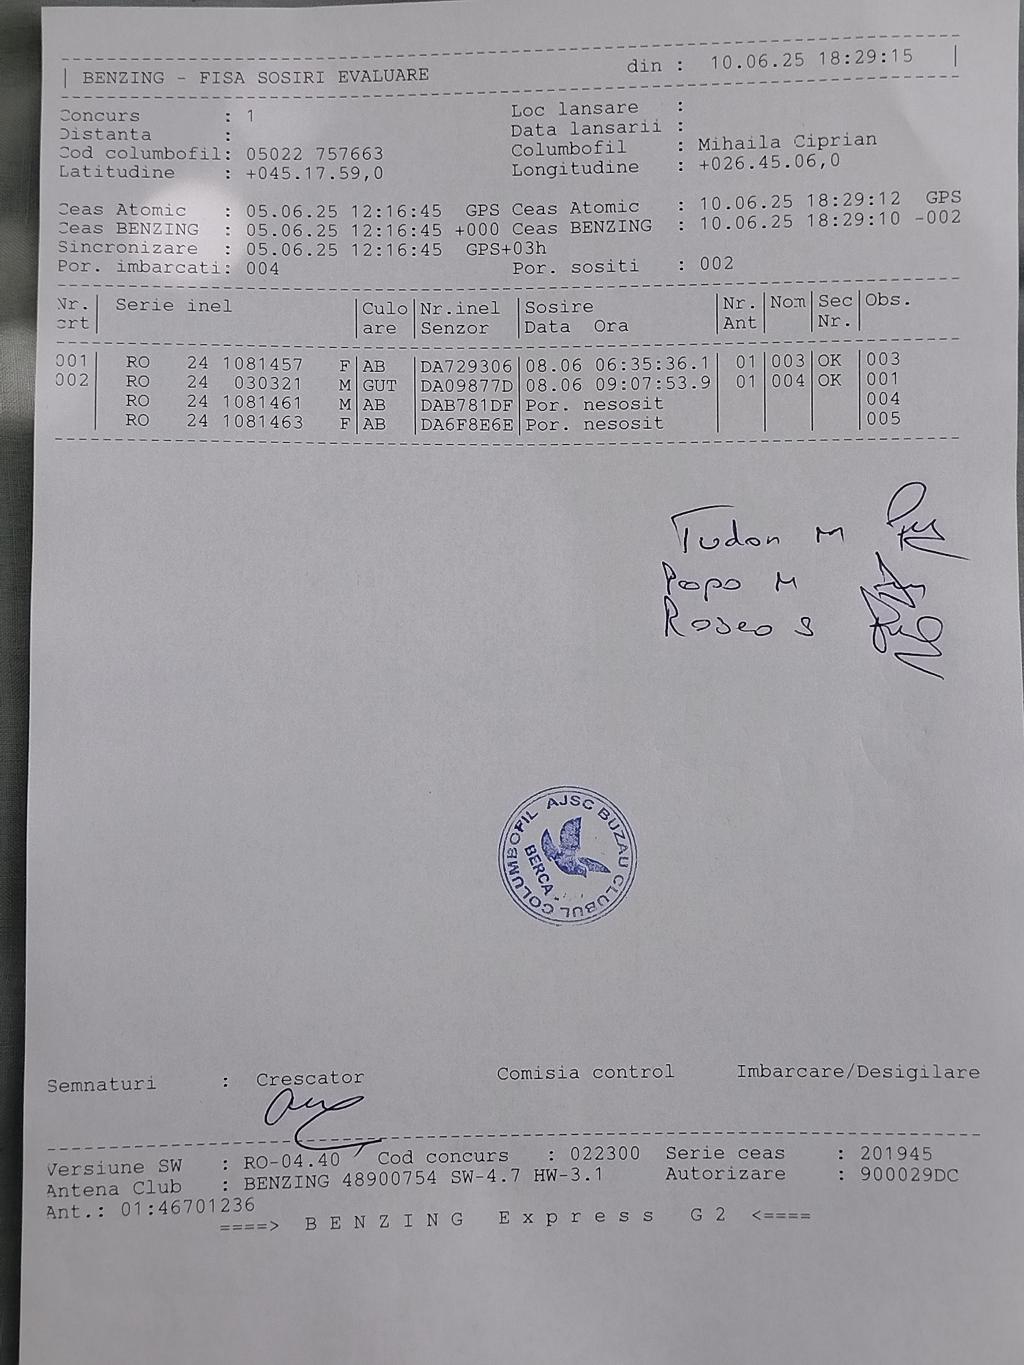 | BENZING - FISA SOSIRI EVALUARE din : 10.06.25 18:29:15 |
Concurs : 1 Loc lansare :
Distanta : Data lansarii :
Cod columbofil: 05022 757663 Columbofil : Mihaila Ciprian
Latitudine : +045.17.59,0 Longitudine : +026.45.06,0
Ceas Atomic : 05.06.25 12:16:45 GPS Ceas Atomic : 10.06.25 18:29:12 GPS
Ceas BENZING : 05.06.25 12:16:45 +000 Ceas BENZING : 10.06.25 18:29:10 -002
Sincronizare : 05.06.25 12:16:45 GPS+03h
Por. imbarcati: 004 Por. sositi : 002
Nr.| Serie inel |Culo|Nr.inel |Sosire |Nr.|Nom|Sec|Obs.
crt| |are |Senzor |Data Ora |Ant| |Nr.|
001| RO 24 1081457 F|AB |DA729306|08.06 06:35:36.1| 01|003|OK |003
002| RO 24 030321 M|GUT |DA09877D|08.06 09:07:53.9| 01|004|OK |001
| RO 24 1081461 M|AB |DAB781DF|Por. nesosit | | | |004
| RO 24 1081463 F|AB |DA6F8E6E|Por. nesosit | | | |005
Tudor M
Popa M
Rosea S
AJSC BUZAU CLUBUL COLUMBOFIL
BERCA
Semnaturi : Crescator Comisia control Imbarcare/Desigilare
Versiune SW : RO-04.40 Cod concurs : 022300 Serie ceas : 201945
Antena Club : BENZING 48900754 SW-4.7 HW-3.1 Autorizare : 900029DC
Ant.: 01:46701236
====> B E N Z I N G E x p r e s s G 2 <====